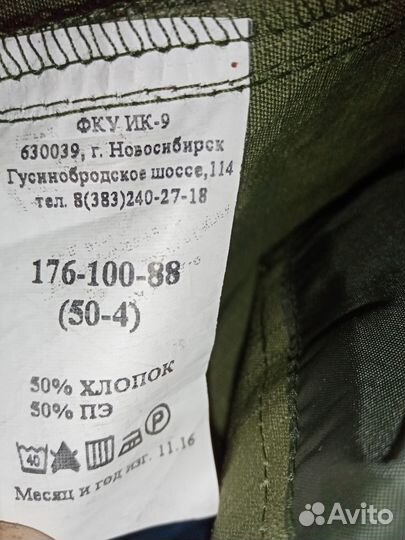 ФКУ ИК-9
630039, г. Новосибирск
Гусинобродское шоссе,114
тел. 8(383)240-27-18
176-100-88
(50-4)
50% ХЛОПОК
50% ПЭ
40 P
Месяц и год изг. 11.16
Avito